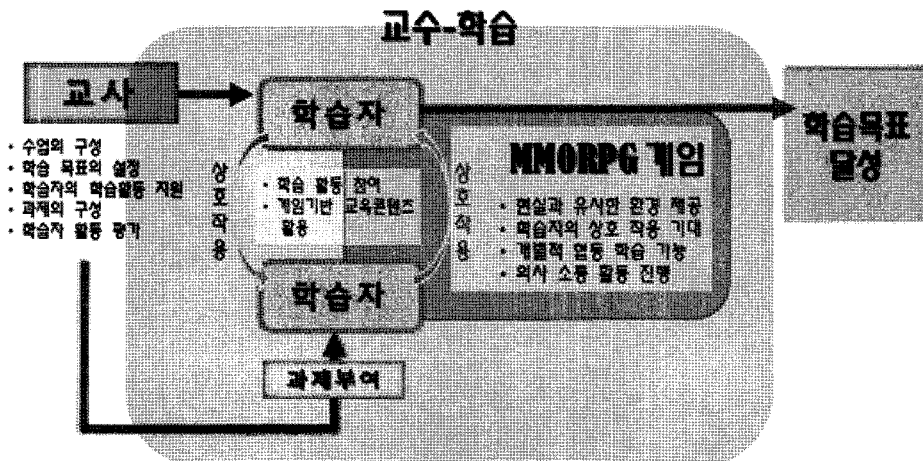 교수-학습
교사
• 수업의 구성
• 학습 목표의 설정
• 학습자의 학습활동 지원
• 과제의 구성
• 학습자 활동 평가
학습자
상호작용
• 학습 활동 참여
• 게임기반 교육콘텐츠
활용
상호작용
학습자
과제부여
MMORPG 게임
• 현실과 유사한 환경 제공
• 학습자의 상호 작용 기대
• 개별적 협동 학습 기능
• 의사 소통 활동 진행
학습목표
달성